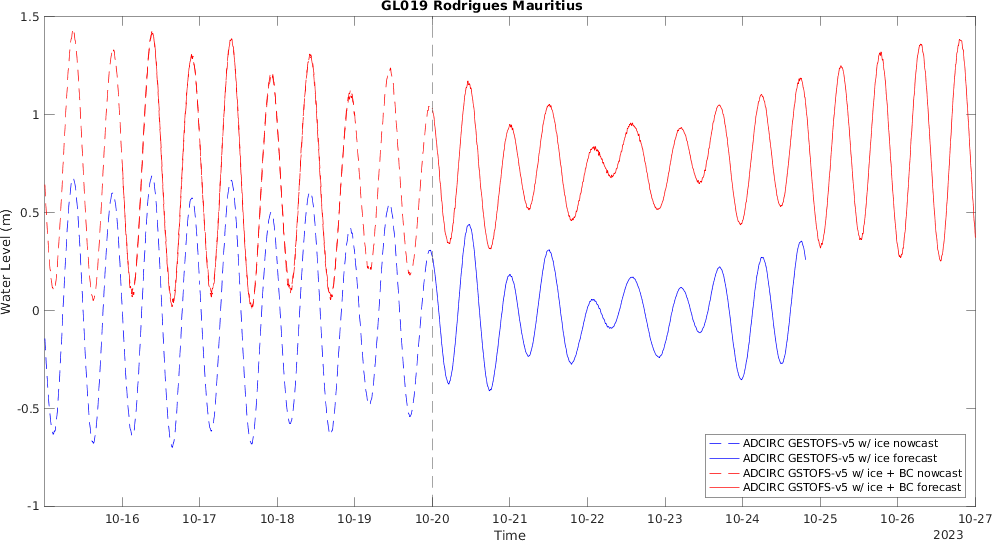 GL019 Rodrigues Mauritius
1.5
1
0.5
0
-0.5
-1
Water Level (m)
10-16
10-17
10-18
10-19
10-20
10-21
10-22
10-23
10-24
10-25
10-26
10-27
Time
2023
ADCIRC GESTOFS-v5 w/ ice nowcast
ADCIRC GESTOFS-v5 w/ ice forecast
ADCIRC GSTOFS-v5 w/ ice + BC nowcast
ADCIRC GSTOFS-v5 w/ ice + BC forecast